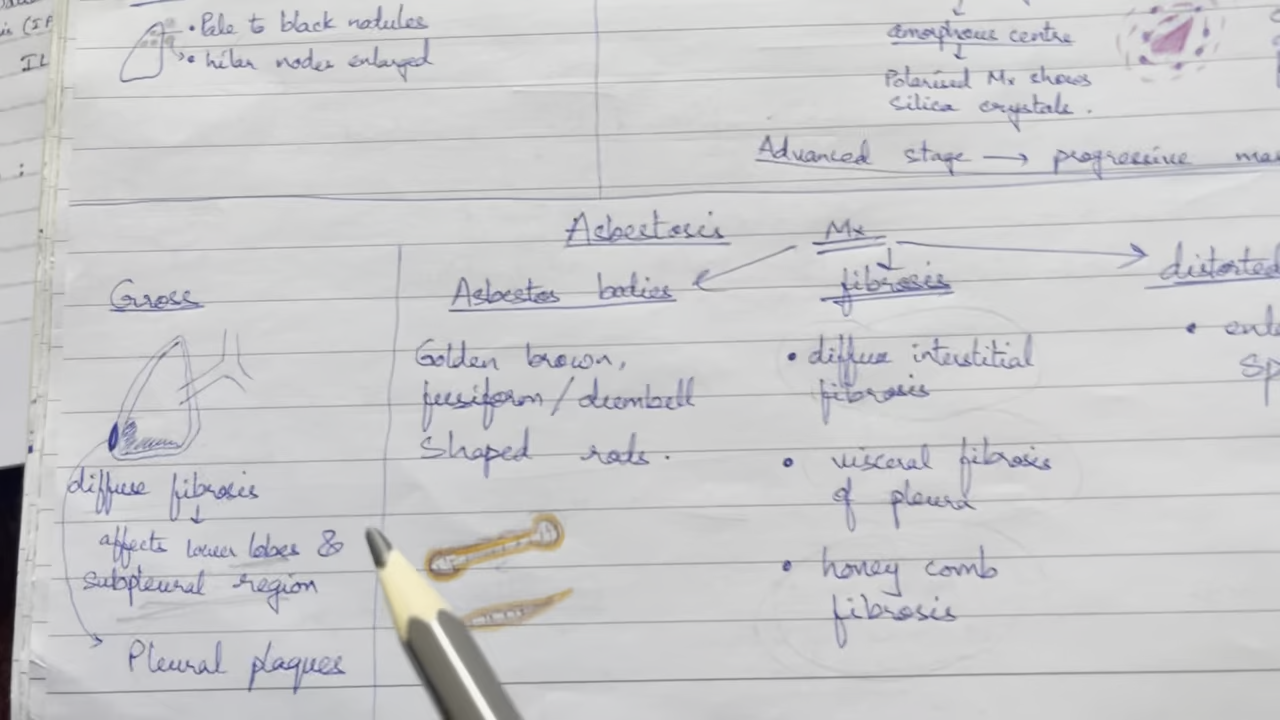 • Pale to black nodules
• hilar nodes enlarged
IL
amorphous centre
Polarised Mx shows
Silica crystals.
Advanced stage → progressive
Asbestosis
Mx
Gross
diffuse fibrosis
affects lower lobes &
subpleural region
Pleural plaques
Asbestos bodies
Golden brown,
fusiform / dumbell
Shaped rods.
fibrosis
• diffuse interstitial
fibrosis
• visceral fibrosis
of pleura
• honey comb
fibrosis
distorted